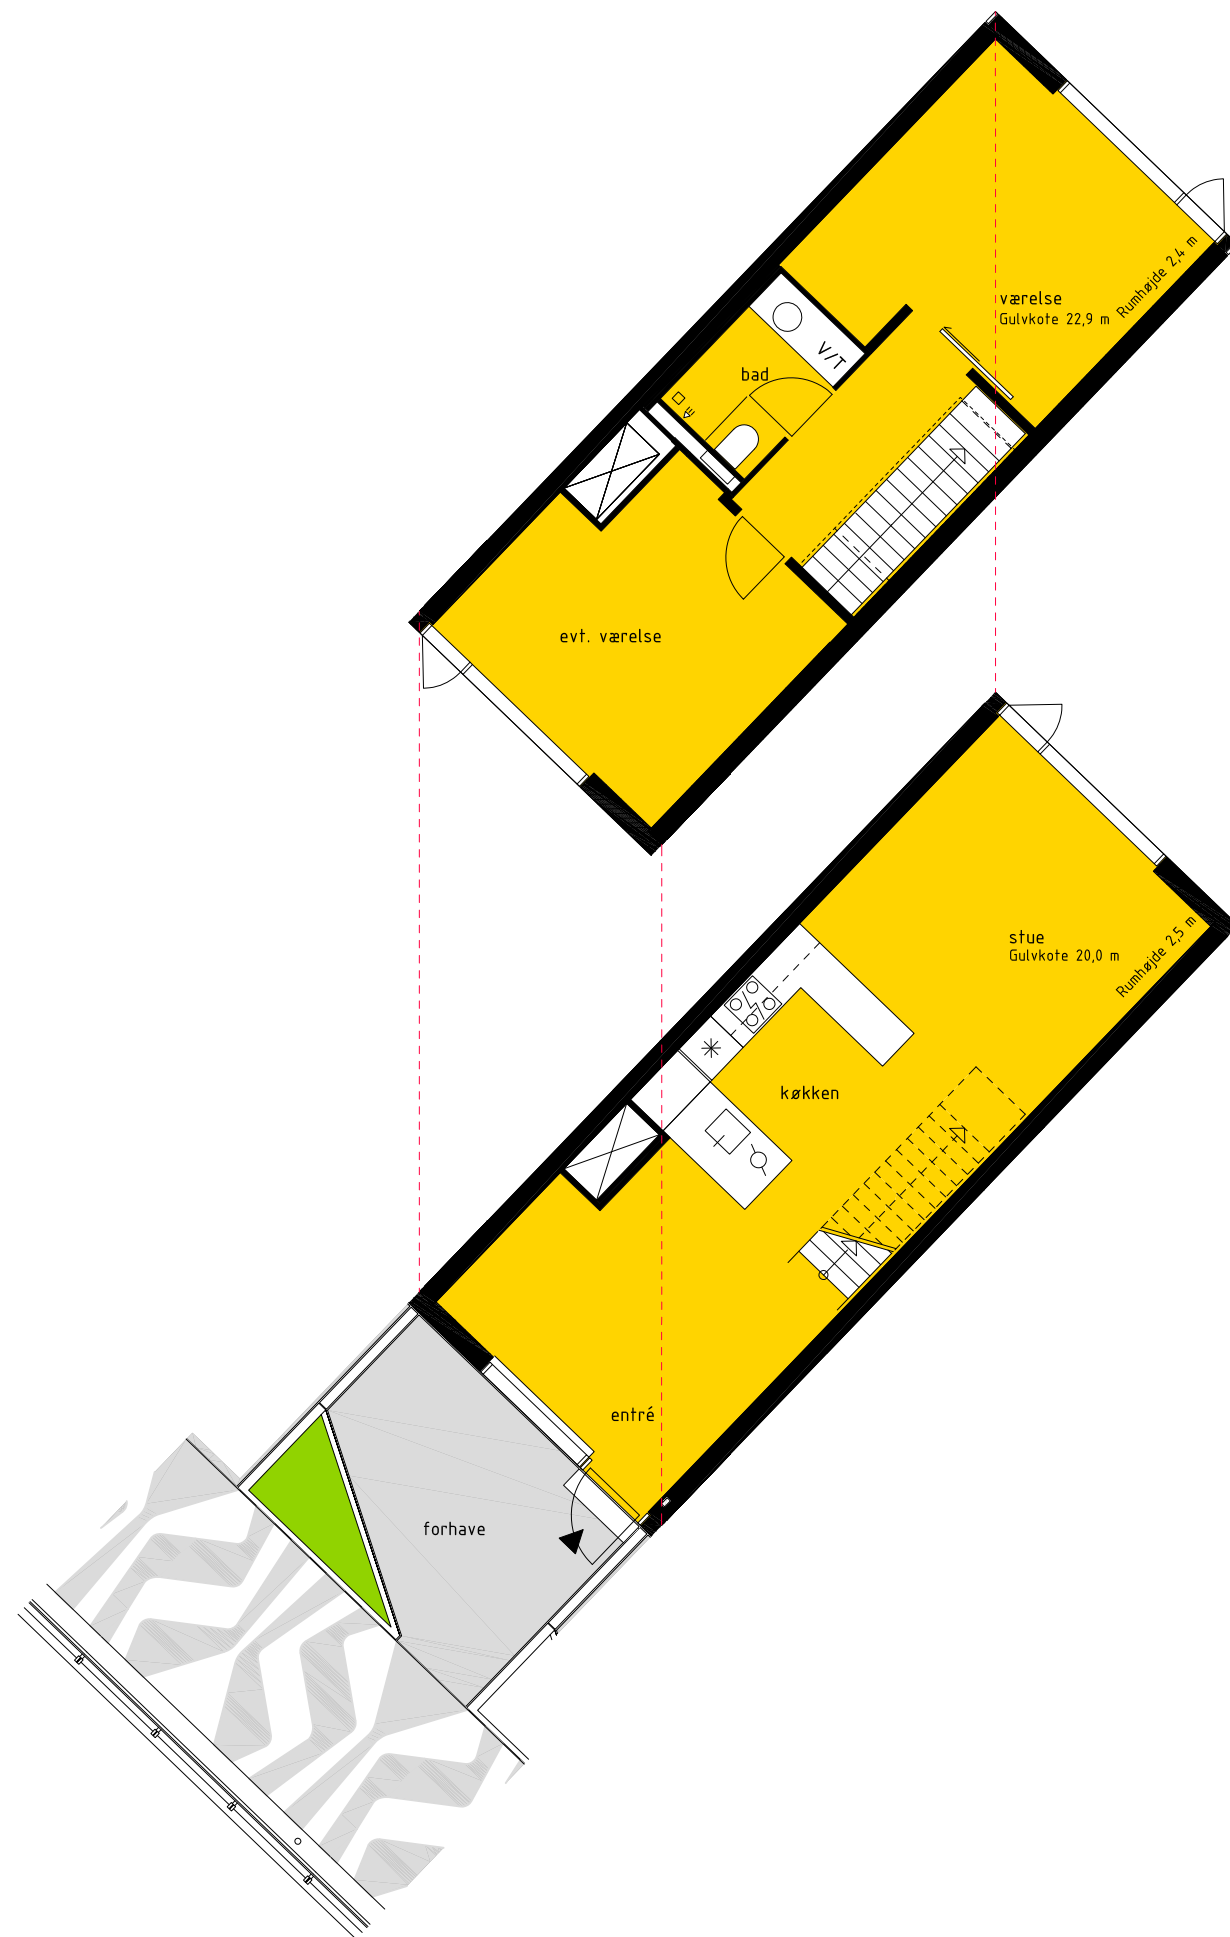 værelse
Gulvkote 22,9 m
Rumhøjde 2,4 m
V/T
bad
evt. værelse
stue
Gulvkote 20,0 m
Rumhøjde 2,5 m
køkken
entré
forhave